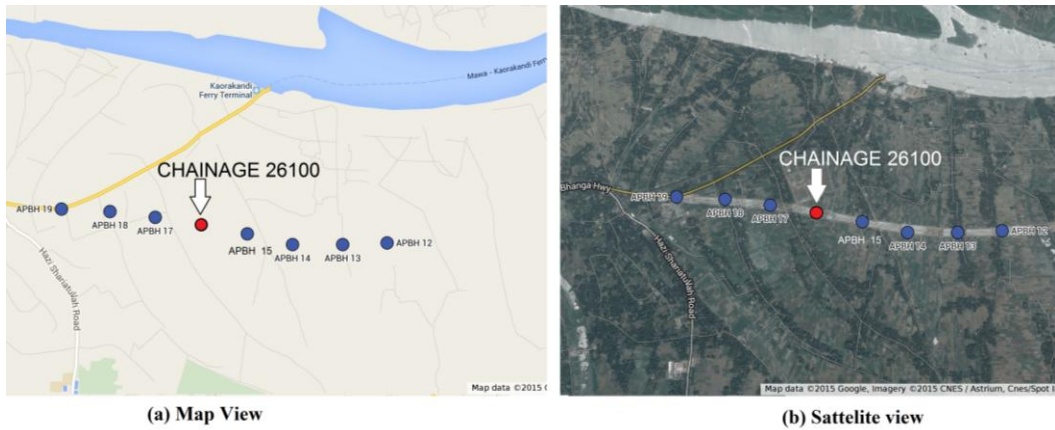 Kaorakandi
Ferry Terminal
Mawa - Kaorakandi Ferry
CHAINAGE 26100
APBH 19
APBH 18
APBH 17
APBH 15
APBH 14
APBH 13
APBH 12
Hazi Shariatullah Road
Map data ©2015 G
(a) Map View
CHAINAGE 26100
Bhanga Hwy
APBH 19
APBH 18
APBH 17
APBH 15
APBH 14
APBH 13
APBH 12
Hazi Shariatullah Road
Map data ©2015 Google, Imagery ©2015 CNES / Astrium, Cnes/Spot I
(b) Sattelite view